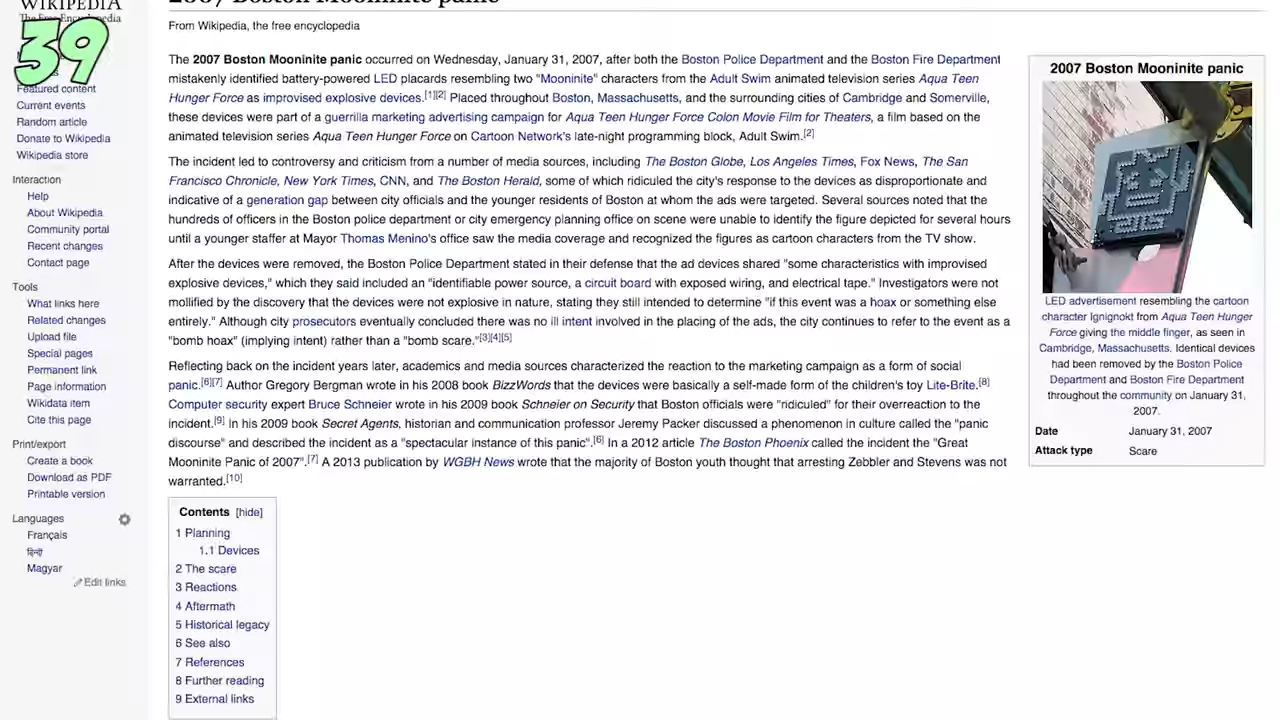 WIKIPEDIA
The Free Encyclopedia
39
Featured content
Current events
Random article
Donate to Wikipedia
Wikipedia store
Interaction
Help
About Wikipedia
Community portal
Recent changes
Contact page
Tools
What links here
Related changes
Upload file
Special pages
Permanent link
Page information
Wikidata item
Cite this page
Print/export
Create a book
Download as PDF
Printable version
Languages
Français
हिन्दी
Magyar
Edit links
2007 Boston Mooninite panic
From Wikipedia, the free encyclopedia
The 2007 Boston Mooninite panic occurred on Wednesday, January 31, 2007, after both the Boston Police Department and the Boston Fire Department
mistakenly identified battery-powered LED placards resembling two "Mooninite" characters from the Adult Swim animated television series Aqua Teen
Hunger Force as improvised explosive devices.[1][2] Placed throughout Boston, Massachusetts, and the surrounding cities of Cambridge and Somerville,
these devices were part of a guerrilla marketing advertising campaign for Aqua Teen Hunger Force Colon Movie Film for Theaters, a film based on the
animated television series Aqua Teen Hunger Force on Cartoon Network's late-night programming block, Adult Swim.[2]
The incident led to controversy and criticism from a number of media sources, including The Boston Globe, Los Angeles Times, Fox News, The San
Francisco Chronicle, New York Times, CNN, and The Boston Herald, some of which ridiculed the city's response to the devices as disproportionate and
indicative of a generation gap between city officials and the younger residents of Boston at whom the ads were targeted. Several sources noted that the
hundreds of officers in the Boston police department or city emergency planning office on scene were unable to identify the figure depicted for several hours
until a younger staffer at Mayor Thomas Menino's office saw the media coverage and recognized the figures as cartoon characters from the TV show.
After the devices were removed, the Boston Police Department stated in their defense that the ad devices shared "some characteristics with improvised
explosive devices," which they said included an "identifiable power source, a circuit board with exposed wiring, and electrical tape." Investigators were not
mollified by the discovery that the devices were not explosive in nature, stating they still intended to determine "if this event was a hoax or something else
entirely." Although city prosecutors eventually concluded there was no ill intent involved in the placing of the ads, the city continues to refer to the event as a
"bomb hoax" (implying intent) rather than a "bomb scare."[3][4][5]
Reflecting back on the incident years later, academics and media sources characterized the reaction to the marketing campaign as a form of social
panic.[6][7] Author Gregory Bergman wrote in his 2008 book BizzWords that the devices were basically a self-made form of the children's toy Lite-Brite.[8]
Computer security expert Bruce Schneier wrote in his 2009 book Schneier on Security that Boston officials were "ridiculed" for their overreaction to the
incident.[9] In his 2009 book Secret Agents, historian and communication professor Jeremy Packer discussed a phenomenon in culture called the "panic
discourse" and described the incident as a "spectacular instance of this panic".[6] In a 2012 article The Boston Phoenix called the incident the "Great
Mooninite Panic of 2007".[7] A 2013 publication by WGBH News wrote that the majority of Boston youth thought that arresting Zebbler and Stevens was not
warranted.[10]
Contents [hide]
1 Planning
1.1 Devices
2 The scare
3 Reactions
4 Aftermath
5 Historical legacy
6 See also
7 References
8 Further reading
9 External links
2007 Boston Mooninite panic
LED advertisement resembling the cartoon
character Ignignokt from Aqua Teen Hunger
Force giving the middle finger, as seen in
Cambridge, Massachusetts. Identical devices
had been removed by the Boston Police
Department and Boston Fire Department
throughout the community on January 31,
2007.
Date January 31, 2007
Attack type Scare